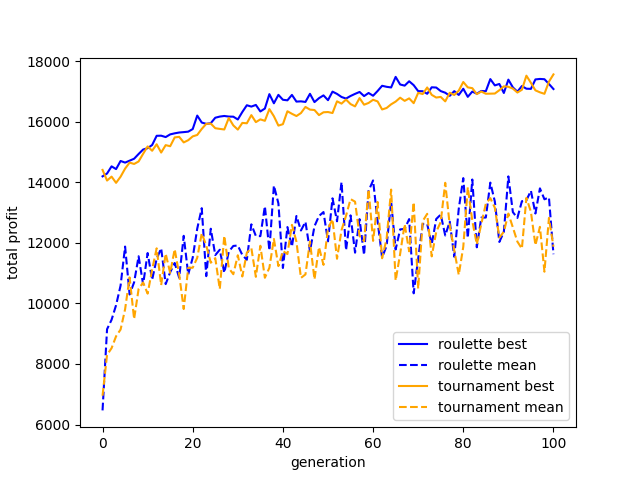 18000
16000
14000
12000
10000
8000
6000
total profit
0
20
40
60
80
100
generation
roulette best
roulette mean
tournament best
tournament mean